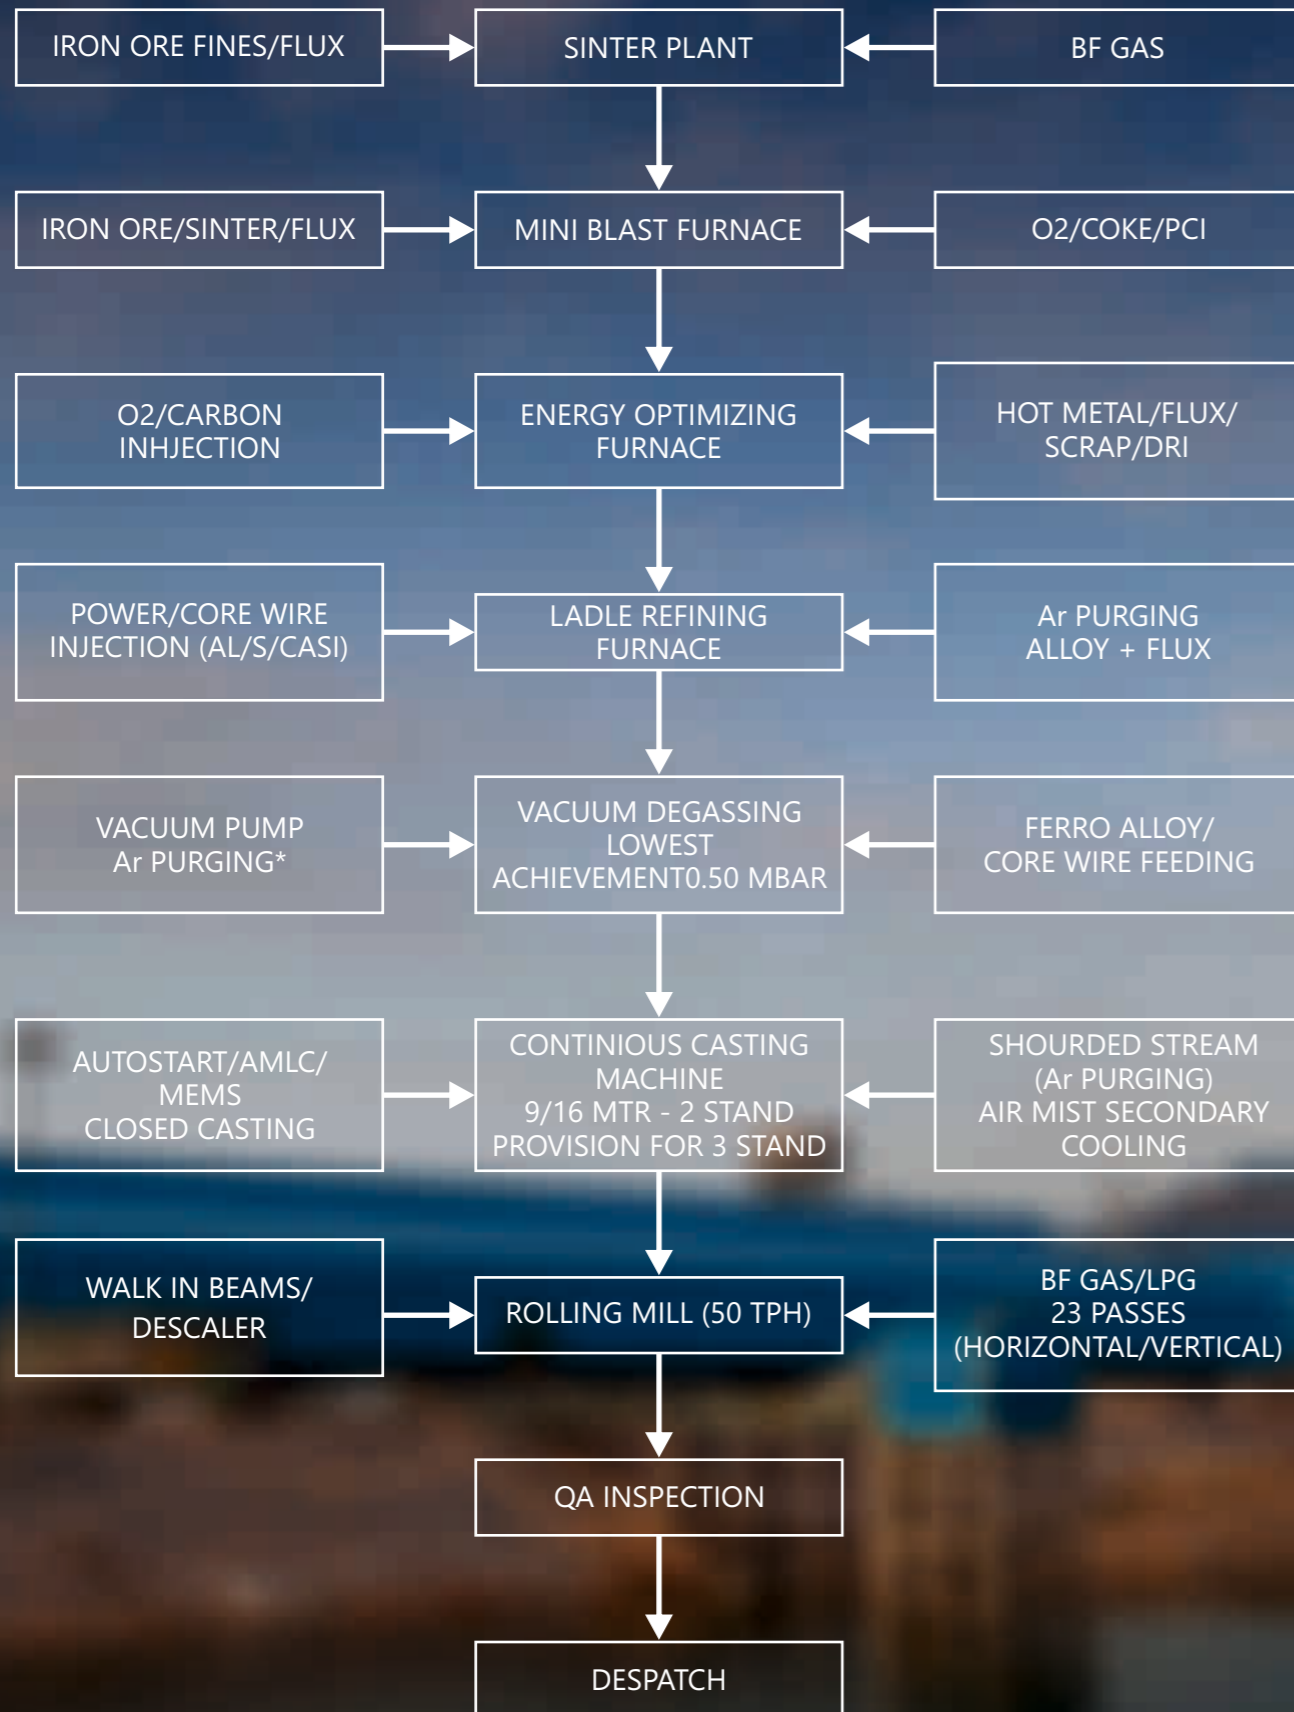 IRON ORE FINES/FLUX
SINTER PLANT
BF GAS
IRON ORE/SINTER/FLUX
MINI BLAST FURNACE
O2/COKE/PCI
O2/CARBON
INHJECTION
ENERGY OPTIMIZING
FURNACE
HOT METAL/FLUX/
SCRAP/DRI
POWER/CORE WIRE
INJECTION (AL/S/CASI)
LADLE REFINING
FURNACE
Ar PURGING
ALLOY + FLUX
VACUUM PUMP
Ar PURGING*
VACUUM DEGASSING
LOWEST
ACHIEVEMENT0.50 MBAR
FERRO ALLOY/
CORE WIRE FEEDING
AUTOSTART/AMLC/
MEMS
CLOSED CASTING
CONTINIOUS CASTING
MACHINE
9/16 MTR - 2 STAND
PROVISION FOR 3 STAND
SHOURDED STREAM
(Ar PURGING)
AIR MIST SECONDARY
COOLING
WALK IN BEAMS/
DESCALER
ROLLING MILL (50 TPH)
BF GAS/LPG
23 PASSES
(HORIZONTAL/VERTICAL)
QA INSPECTION
DESPATCH